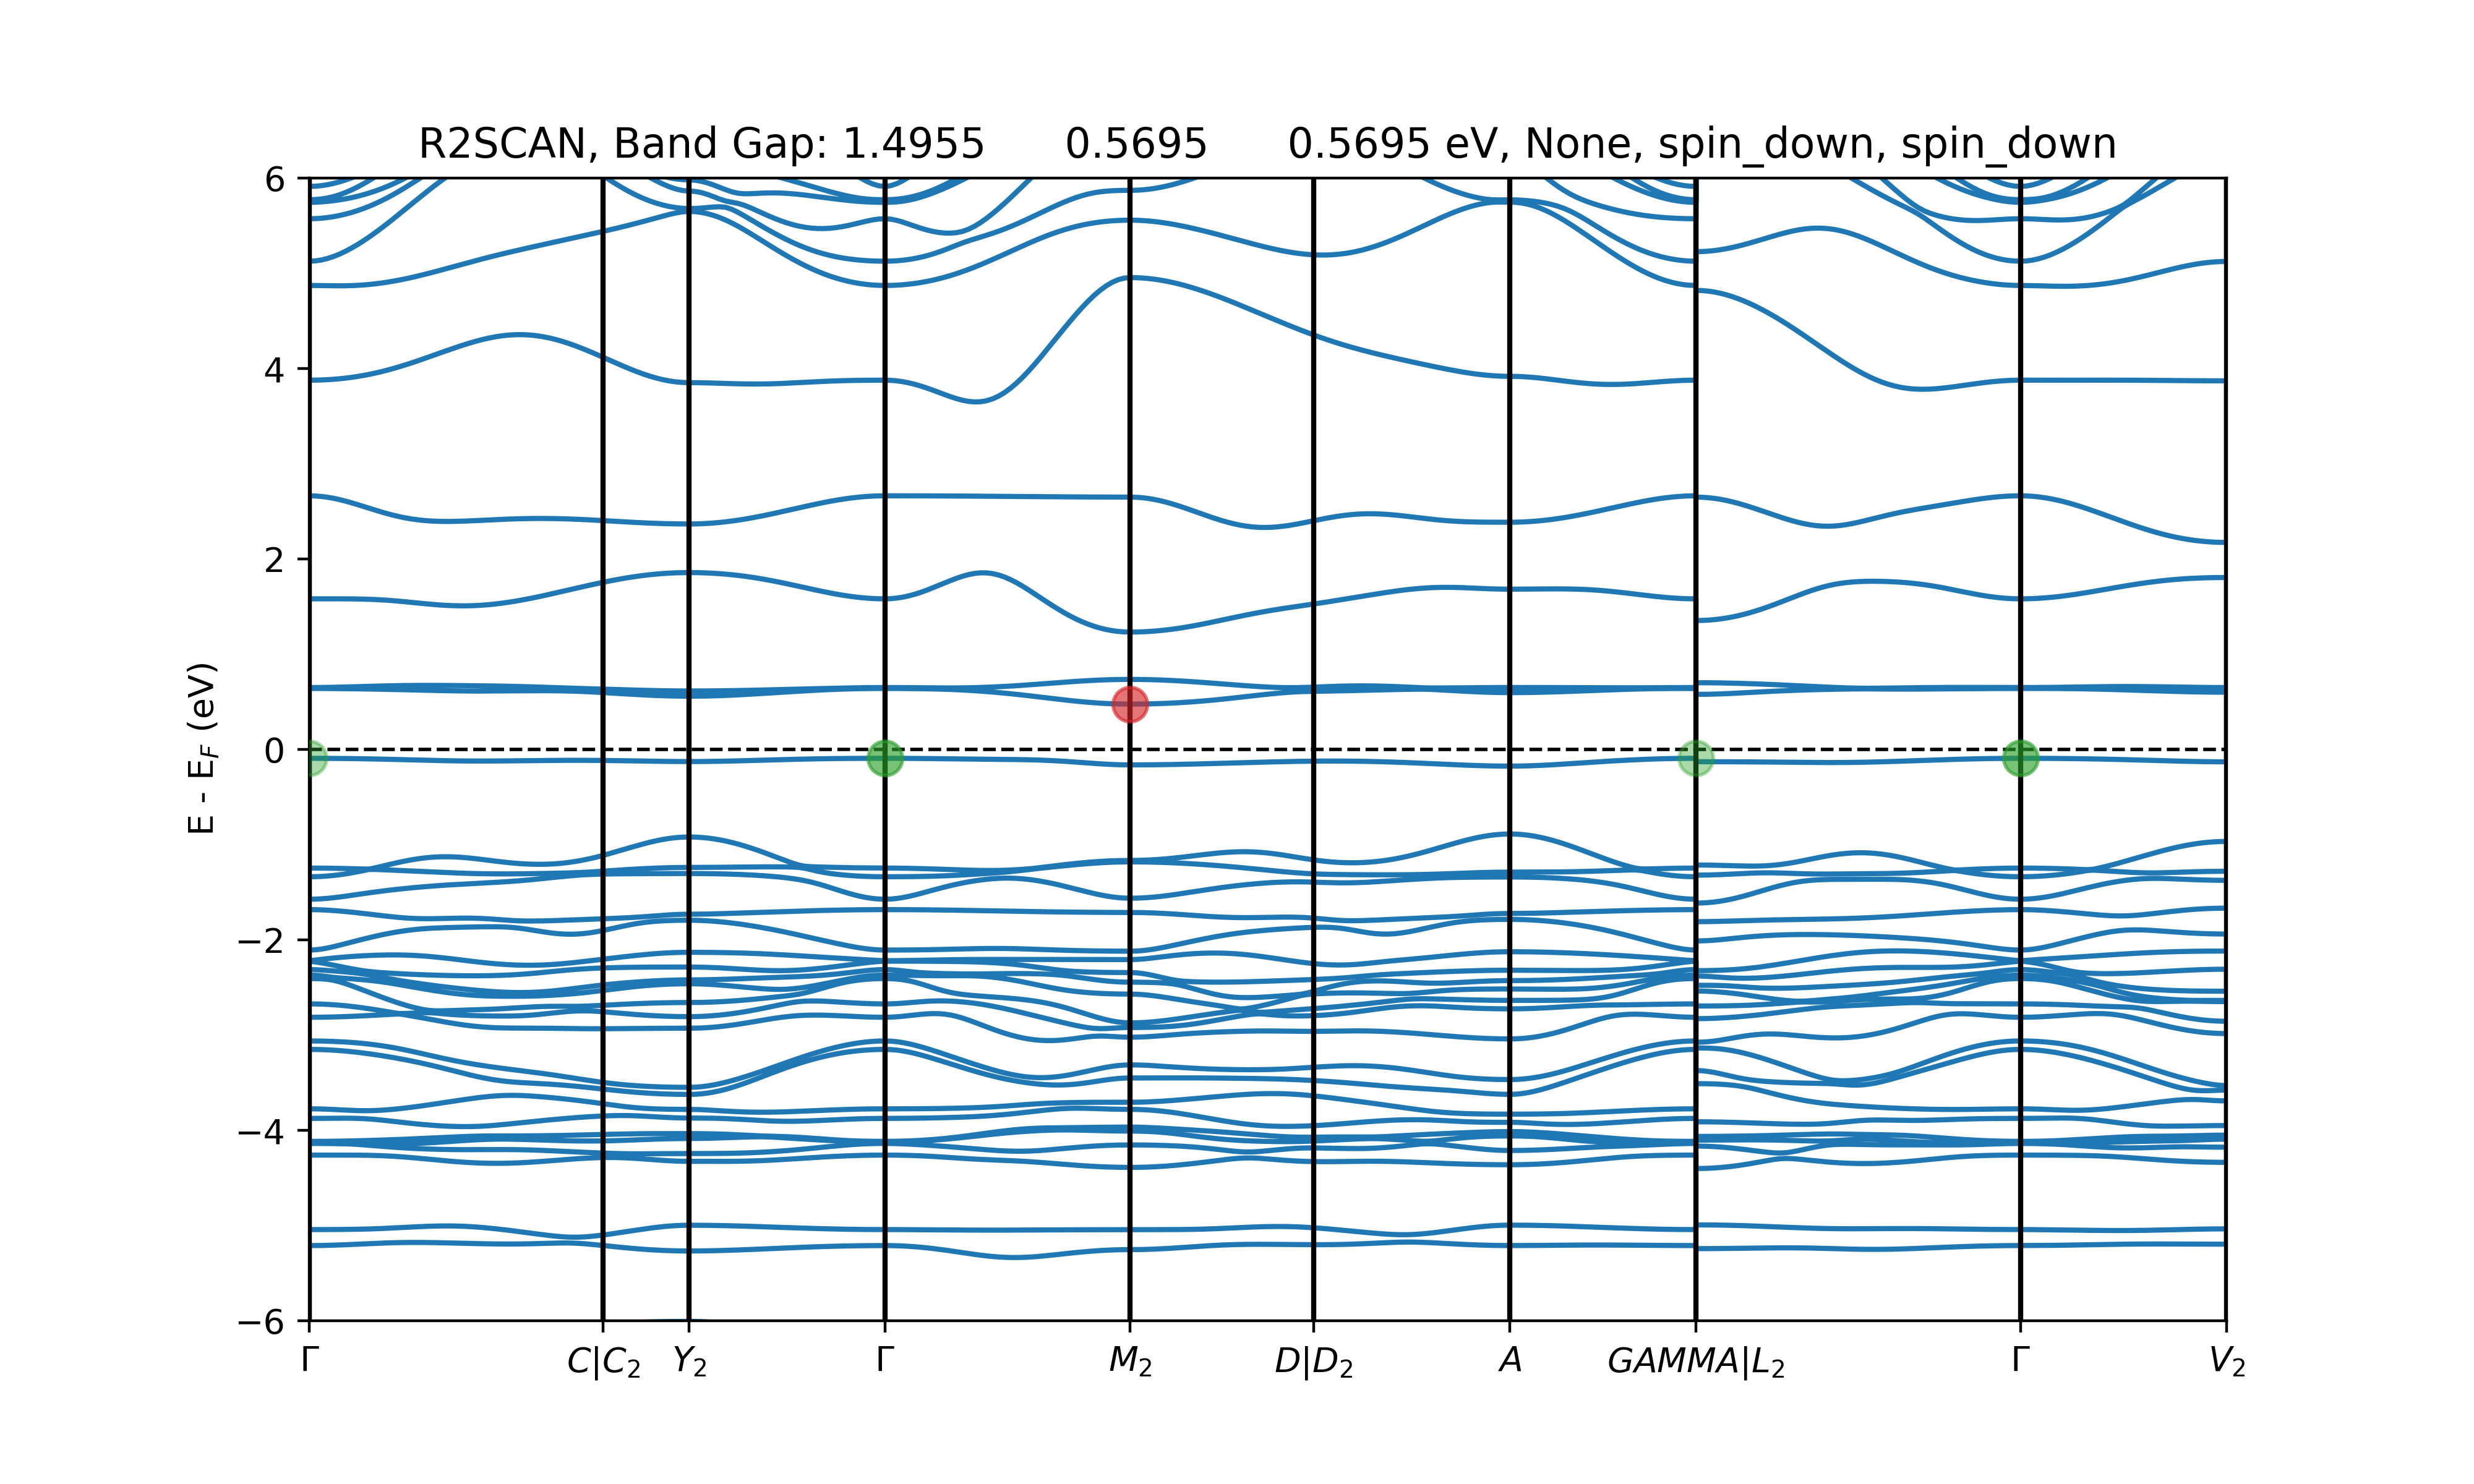 R2SCAN, Band Gap: 1.4955 0.5695 0.5695 eV, None, spin_down, spin_down
6
4
2
0
−2
−4
−6
E - E_F (eV)
Γ C|C₂ Y₂ Γ M₂ D|D₂ A GAMMA|L₂ Γ V₂